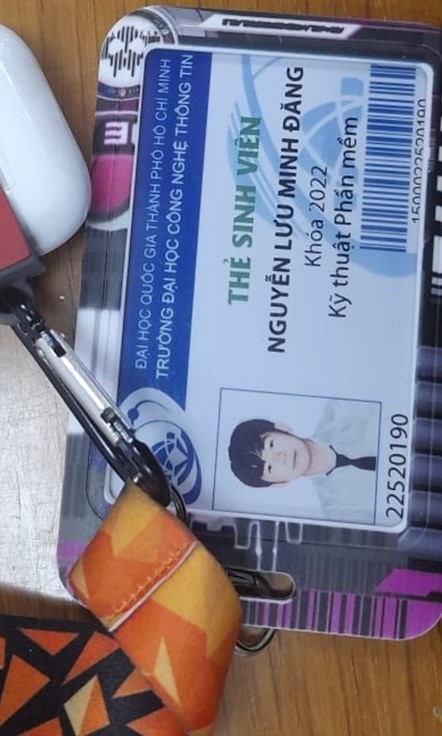 ĐẠI HỌC QUỐC GIA THÀNH PHỐ HỒ CHÍ MINH
TRƯỜNG ĐẠI HỌC CÔNG NGHỆ THÔNG TIN
THẺ SINH VIÊN
NGUYỄN LƯU MINH ĐĂNG
Khóa 2022
Kỹ thuật Phần mềm
1500022520190
22520190